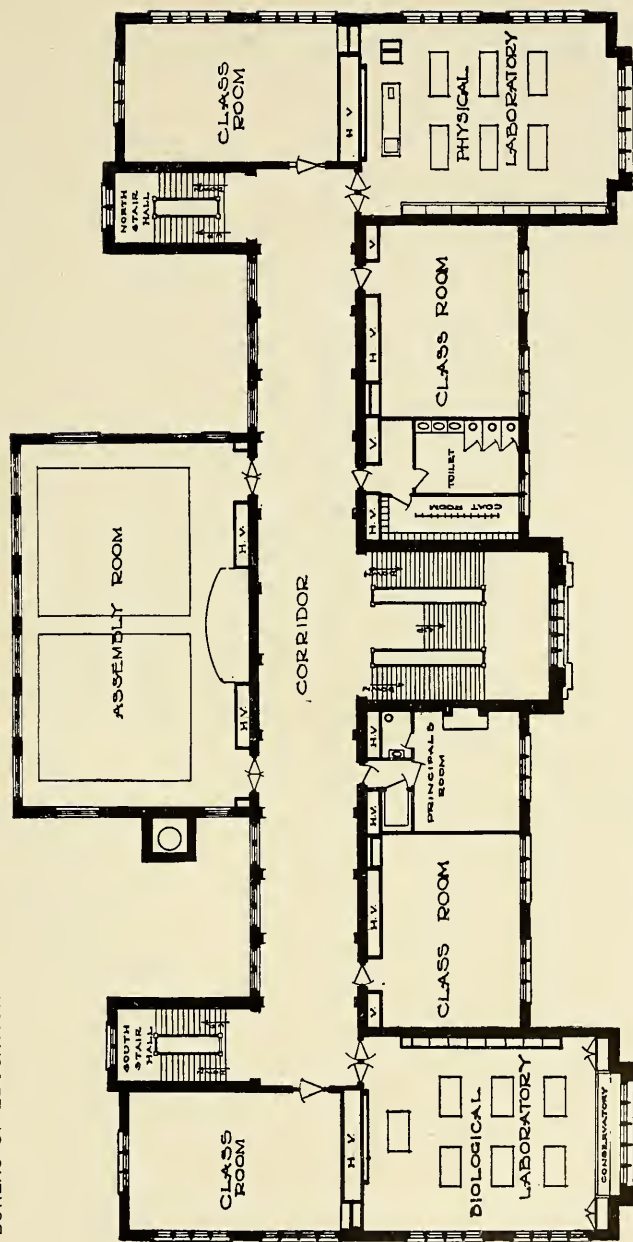 CLASS
ROOM
H. V.
PHYSICAL
LABORATORY
NORTH
STAIR
HALL
V.
H. V.
CLASS ROOM
V.
TOILET
H. V.
COAT ROOM
ASSEMBLY ROOM
H. V.
H. V.
CORRIDOR
H. V.
PRINCIPALS
ROOM
H. V.
H. V.
CLASS ROOM
V.
SOUTH
STAIR
HALL
CLASS
ROOM
H. V.
BIOLOGICAL
LABORATORY
CONSERVATORY